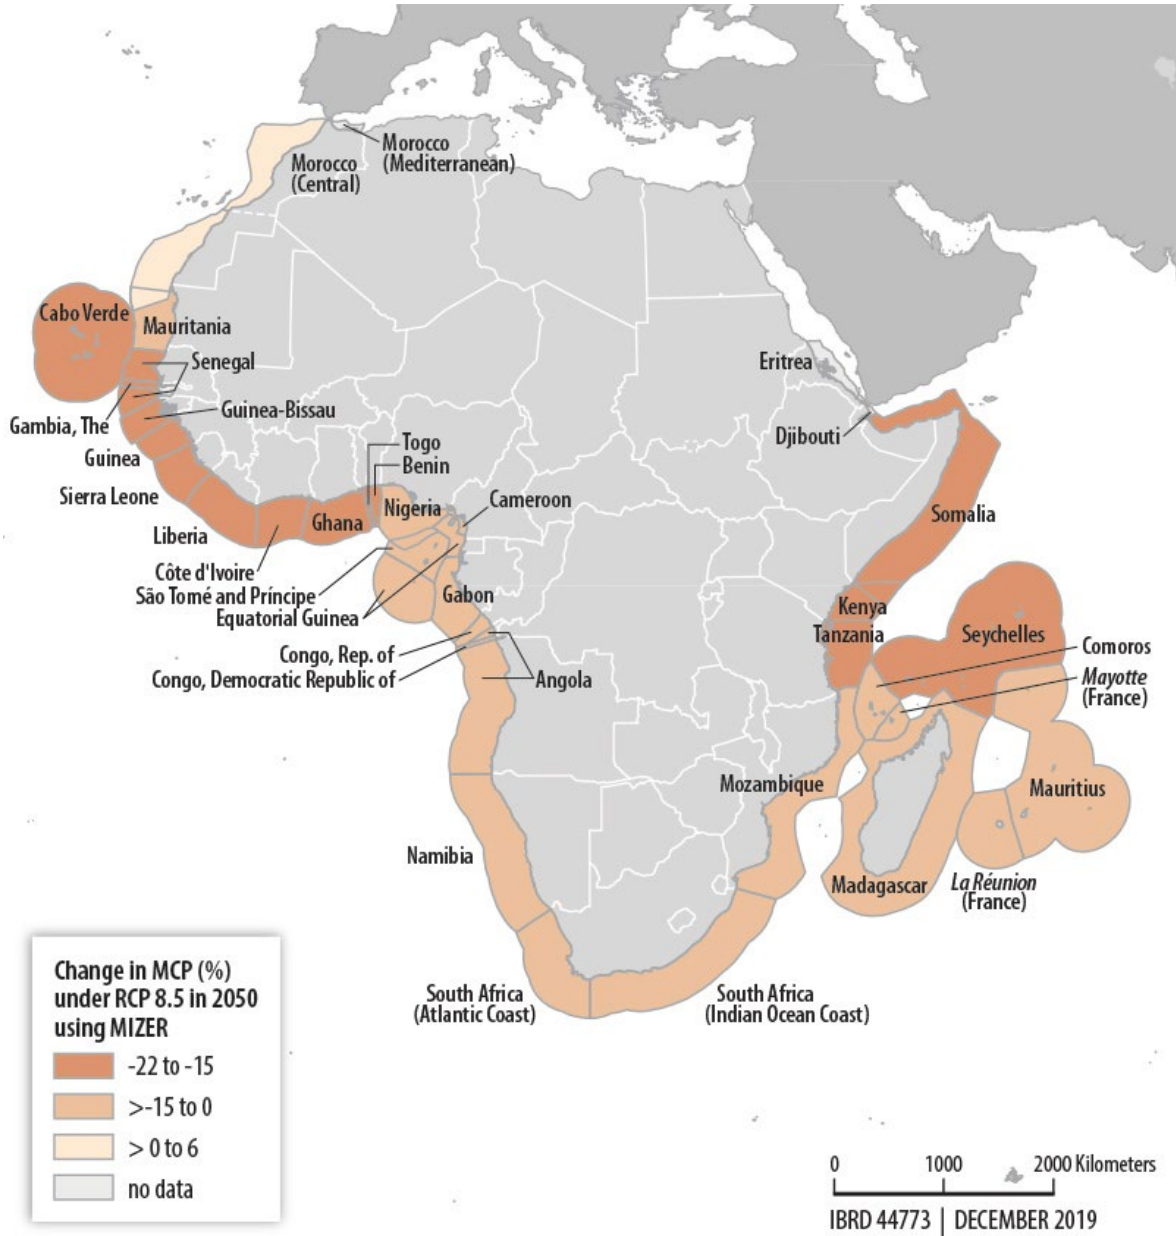 Morocco
(Mediterranean)
Morocco
(Central)
Cabo Verde
Mauritania
Senegal
Eritrea
Guinea-Bissau
Gambia, The
Djibouti
Togo
Guinea
Benin
Sierra Leone
Nigeria
Cameroon
Somalia
Ghana
Liberia
Côte d'Ivoire
São Tomé and Príncipe
Gabon
Kenya
Equatorial Guinea
Tanzania
Seychelles
Comoros
Congo, Rep. of
Mayotte
(France)
Congo, Democratic Republic of
Angola
Mozambique
Mauritius
Namibia
Madagascar
La Réunion
(France)
South Africa
(Atlantic Coast)
South Africa
(Indian Ocean Coast)
Change in MCP (%)
under RCP 8.5 in 2050
using MIZER
-22 to -15
>-15 to 0
> 0 to 6
no data
0 1000 2000 Kilometers
IBRD 44773 | DECEMBER 2019